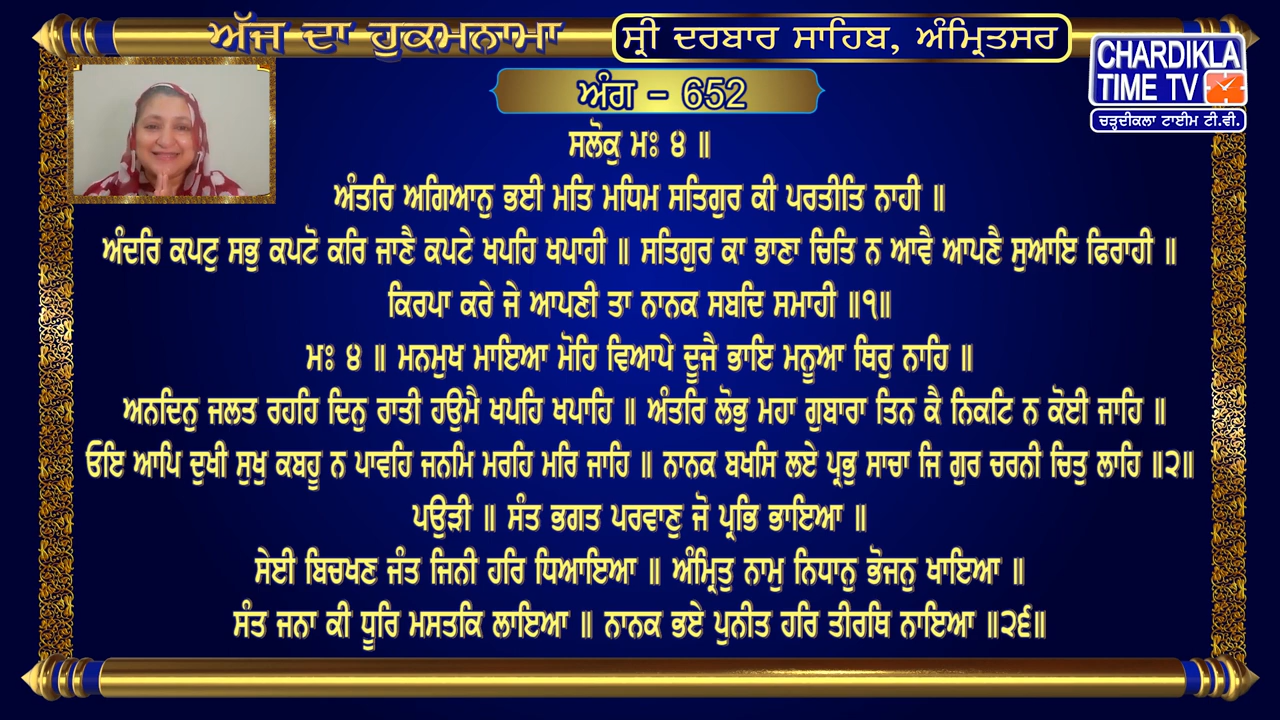 ਅੱਜ ਦਾ ਹੁਕਮਨਾਮਾ
ਸ੍ਰੀ ਦਰਬਾਰ ਸਾਹਿਬ, ਅੰਮ੍ਰਿਤਸਰ
CHARDIKLA
TIME TV
ਚੜ੍ਹਦੀਕਲਾ ਟਾਈਮ ਟੀ.ਵੀ.
ਅੰਗ - 652
ਸਲੋਕੁ ਮਃ ੪ ॥
ਅੰਤਰਿ ਅਗਿਆਨੁ ਭਈ ਮਤਿ ਮਧਿਮ ਸਤਿਗੁਰ ਕੀ ਪਰਤੀਤਿ ਨਾਹੀ ॥
ਅੰਦਰਿ ਕਪਟੁ ਸਭੁ ਕਪਟੋ ਕਰਿ ਜਾਣੈ ਕਪਟੇ ਖਪਹਿ ਖਪਾਹੀ ॥ ਸਤਿਗੁਰ ਕਾ ਭਾਣਾ ਚਿਤਿ ਨ ਆਵੈ ਆਪਣੈ ਸੁਆਇ ਫਿਰਾਹੀ ॥
ਕਿਰਪਾ ਕਰੇ ਜੇ ਆਪਣੀ ਤਾ ਨਾਨਕ ਸਬਦਿ ਸਮਾਹੀ ॥੧॥
ਮਃ ੪ ॥ ਮਨਮੁਖ ਮਾਇਆ ਮੋਹਿ ਵਿਆਪੇ ਦੂਜੈ ਭਾਇ ਮਨੂਆ ਥਿਰੁ ਨਾਹਿ ॥
ਅਨਦਿਨੁ ਜਲਤ ਰਹਹਿ ਦਿਨੁ ਰਾਤੀ ਹਉਮੈ ਖਪਹਿ ਖਪਾਹਿ ॥ ਅੰਤਰਿ ਲੋਭੁ ਮਹਾ ਗੁਬਾਰਾ ਤਿਨ ਕੈ ਨਿਕਟਿ ਨ ਕੋਈ ਜਾਹਿ ॥
ਓਇ ਆਪਿ ਦੁਖੀ ਸੁਖੁ ਕਬਹੂ ਨ ਪਾਵਹਿ ਜਨਮਿ ਮਰਹਿ ਮਰਿ ਜਾਹਿ ॥ ਨਾਨਕ ਬਖਸਿ ਲਏ ਪ੍ਰਭੁ ਸਾਚਾ ਜਿ ਗੁਰ ਚਰਨੀ ਚਿਤੁ ਲਾਹਿ ॥੨॥
ਪਉੜੀ ॥ ਸੰਤ ਭਗਤ ਪਰਵਾਣੁ ਜੋ ਪ੍ਰਭਿ ਭਾਇਆ ॥
ਸੇਈ ਬਿਚਖਣ ਜੰਤ ਜਿਨੀ ਹਰਿ ਧਿਆਇਆ ॥ ਅੰਮ੍ਰਿਤੁ ਨਾਮੁ ਨਿਧਾਨੁ ਭੋਜਨੁ ਖਾਇਆ ॥
ਸੰਤ ਜਨਾ ਕੀ ਧੂਰਿ ਮਸਤਕਿ ਲਾਇਆ ॥ ਨਾਨਕ ਭਏ ਪੁਨੀਤ ਹਰਿ ਤੀਰਥਿ ਨਾਇਆ ॥੨੬॥